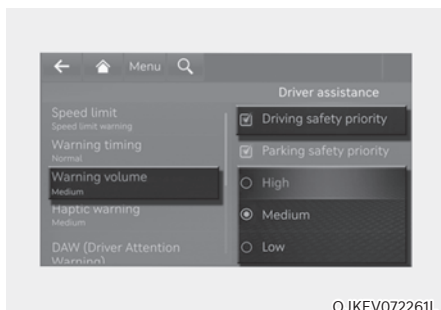 Menu
Driver assistance
Speed limit
Speed limit warning
Warning timing
Normal
Warning volume
Medium
Haptic warning
Medium
DAW (Driver Attention
Warning)
Driving safety priority
Parking safety priority
High
Medium
Low
OJKEV072261L